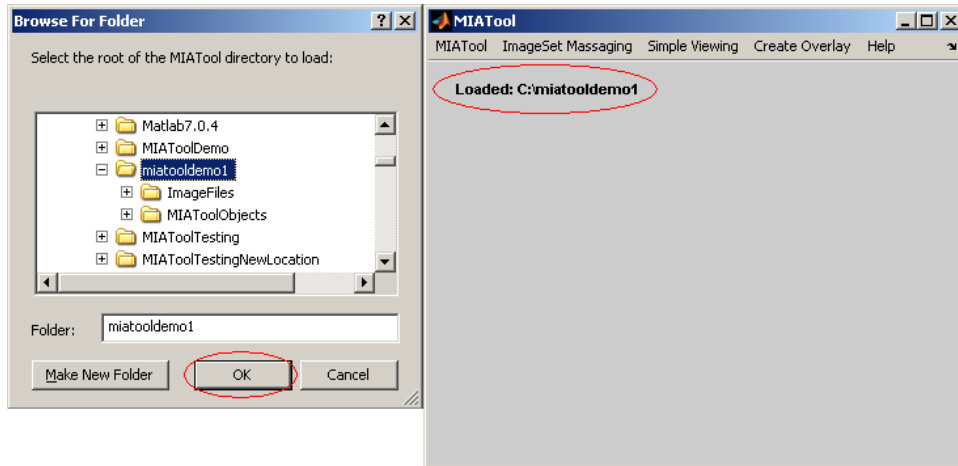 Browse For Folder
Select the root of the MIATool directory to load:
Matlab7.0.4
MIAToolDemo
miatooldemo1
ImageFiles
MIAToolObjects
MIAToolTesting
MIAToolTestingNewLocation
Folder: miatooldemo1
Make New Folder OK Cancel
MIATool
MIATool ImageSet Massaging Simple Viewing Create Overlay Help
Loaded: C:\miatooldemo1